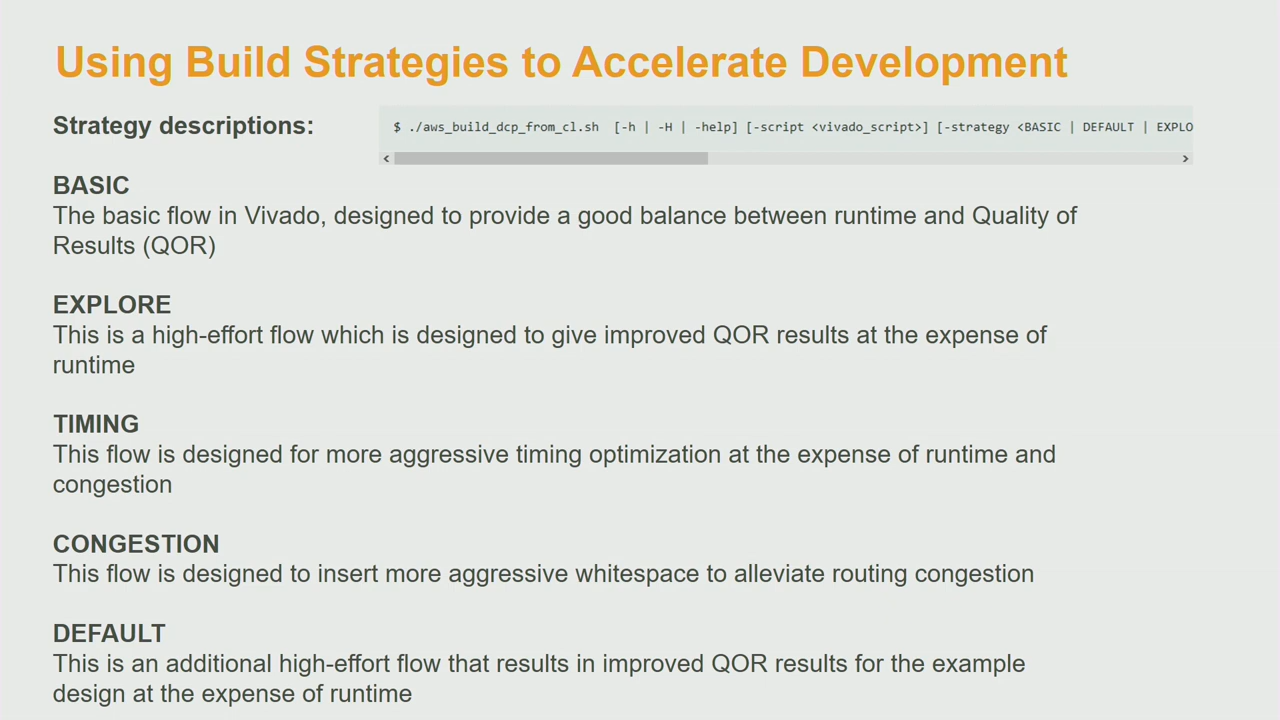 Using Build Strategies to Accelerate Development
Strategy descriptions:
$ ./aws_build_dcp_from_cl.sh [-h | -H | -help] [-script <vivado_script>] [-strategy <BASIC | DEFAULT | EXPLO
BASIC
The basic flow in Vivado, designed to provide a good balance between runtime and Quality of
Results (QOR)
EXPLORE
This is a high-effort flow which is designed to give improved QOR results at the expense of
runtime
TIMING
This flow is designed for more aggressive timing optimization at the expense of runtime and
congestion
CONGESTION
This flow is designed to insert more aggressive whitespace to alleviate routing congestion
DEFAULT
This is an additional high-effort flow that results in improved QOR results for the example
design at the expense of runtime